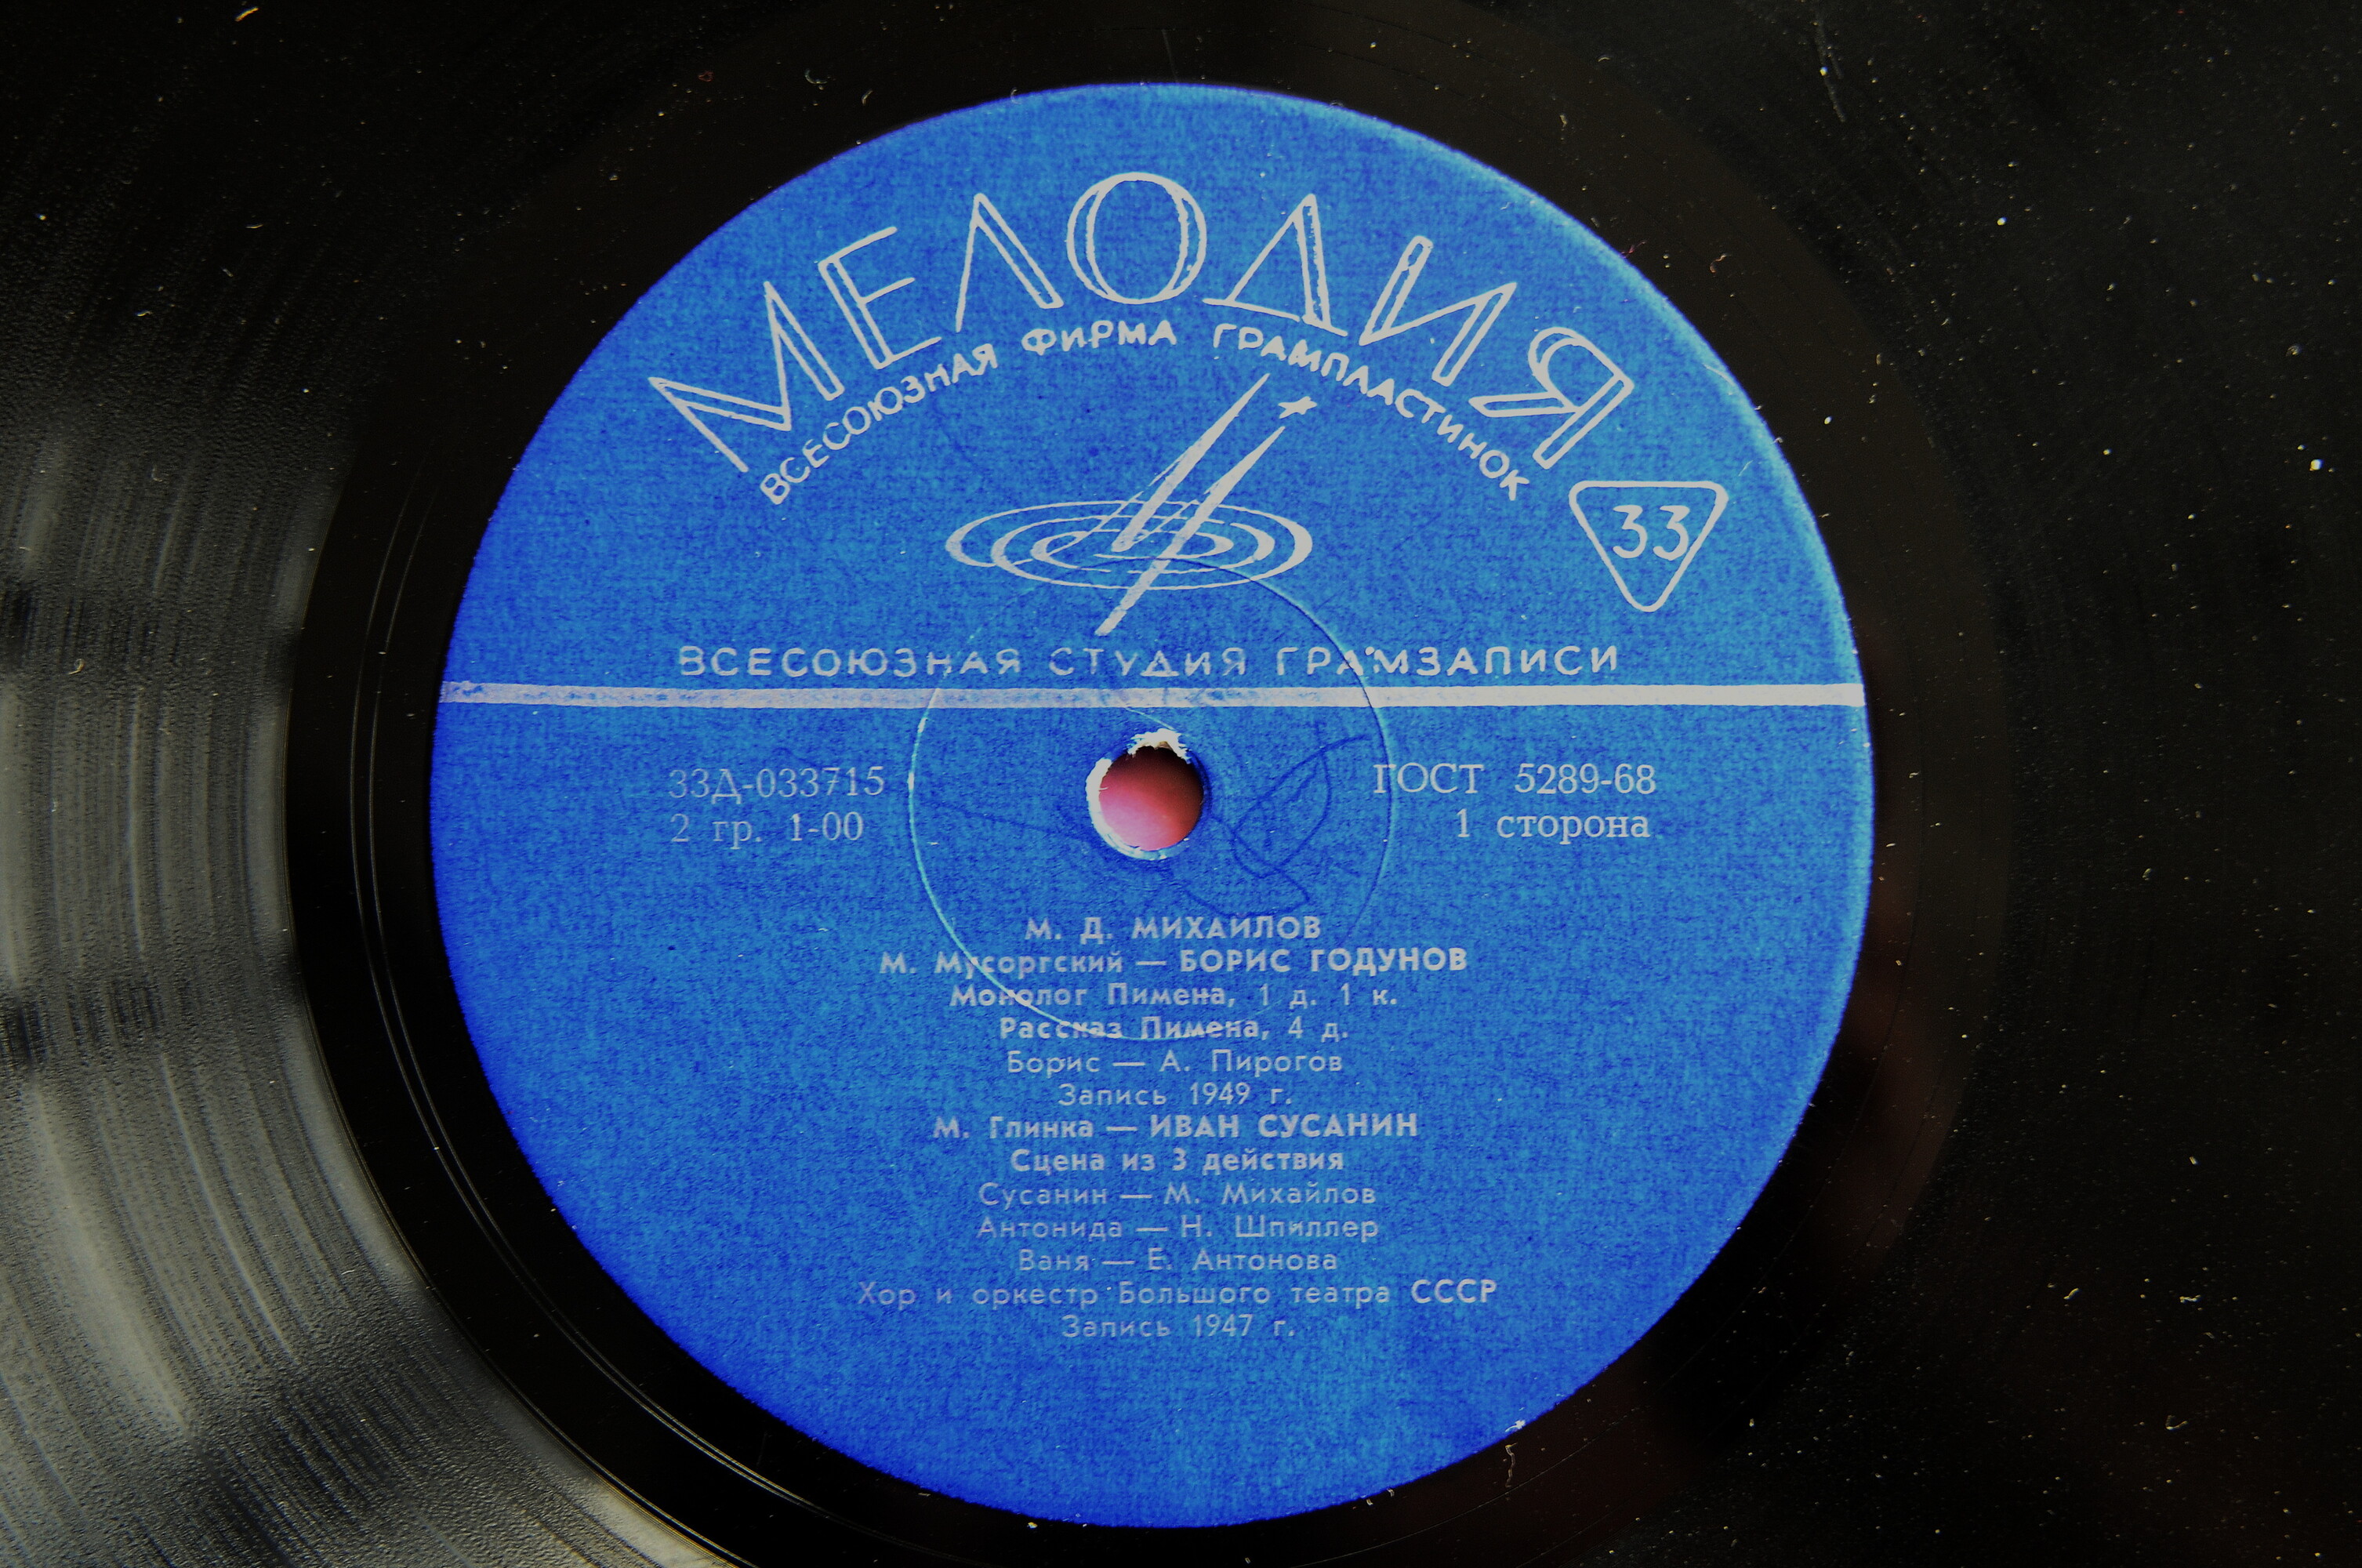 МЕЛОДИЯ
ВСЕСОЮЗНАЯ ФИРМА ГРАМПЛАСТИНОК
33
ВСЕСОЮЗНАЯ СТУДИЯ ГРАМЗАПИСИ
33Д-033715
2 гр. 1-00
ГОСТ 5289-68
1 сторона
М. Д. МИХАЙЛОВ
М. Мусоргский — БОРИС ГОДУНОВ
Монолог Пимена, 1 д. 1 к.
Рассказ Пимена, 4 д.
Борис — А. Пирогов
Запись 1949 г.
М. Глинка — ИВАН СУСАНИН
Сцена из 3 действия
Сусанин — М. Михайлов
Антонида — Н. Шпиллер
Ваня — Е. Антонова
Хор и оркестр Большого театра СССР
Запись 1947 г.